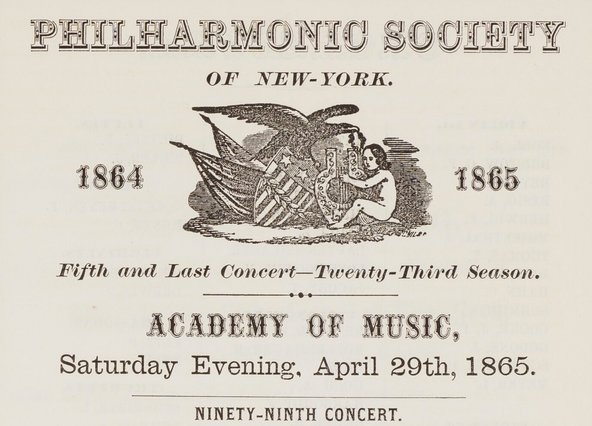 PHILHARMONIC SOCIETY
OF NEW-YORK.
1864 1865
Fifth and Last Concert—Twenty-Third Season.
ACADEMY OF MUSIC,
Saturday Evening, April 29th, 1865.
NINETY-NINTH CONCERT.